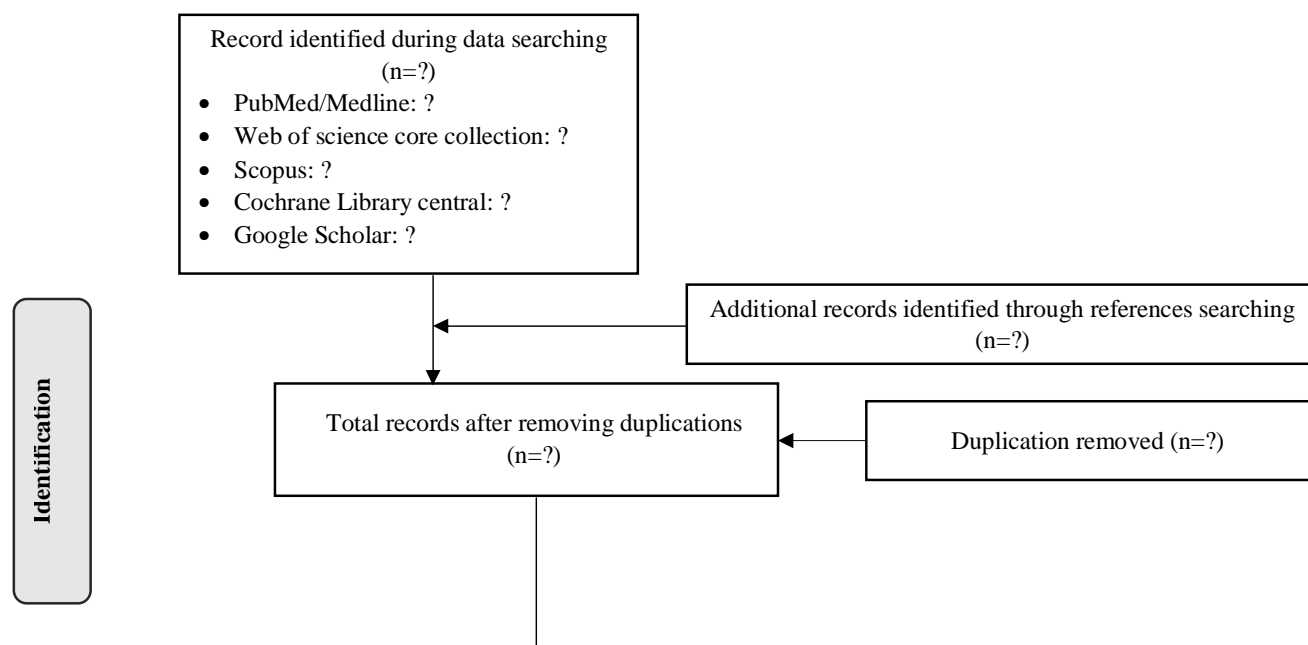 Record identified during data searching
(n=?)
• PubMed/Medline: ?
• Web of science core collection: ?
• Scopus: ?
• Cochrane Library central: ?
• Google Scholar: ?
Additional records identified through references searching
(n=?)
Identification
Total records after removing duplications
(n=?)
Duplication removed (n=?)